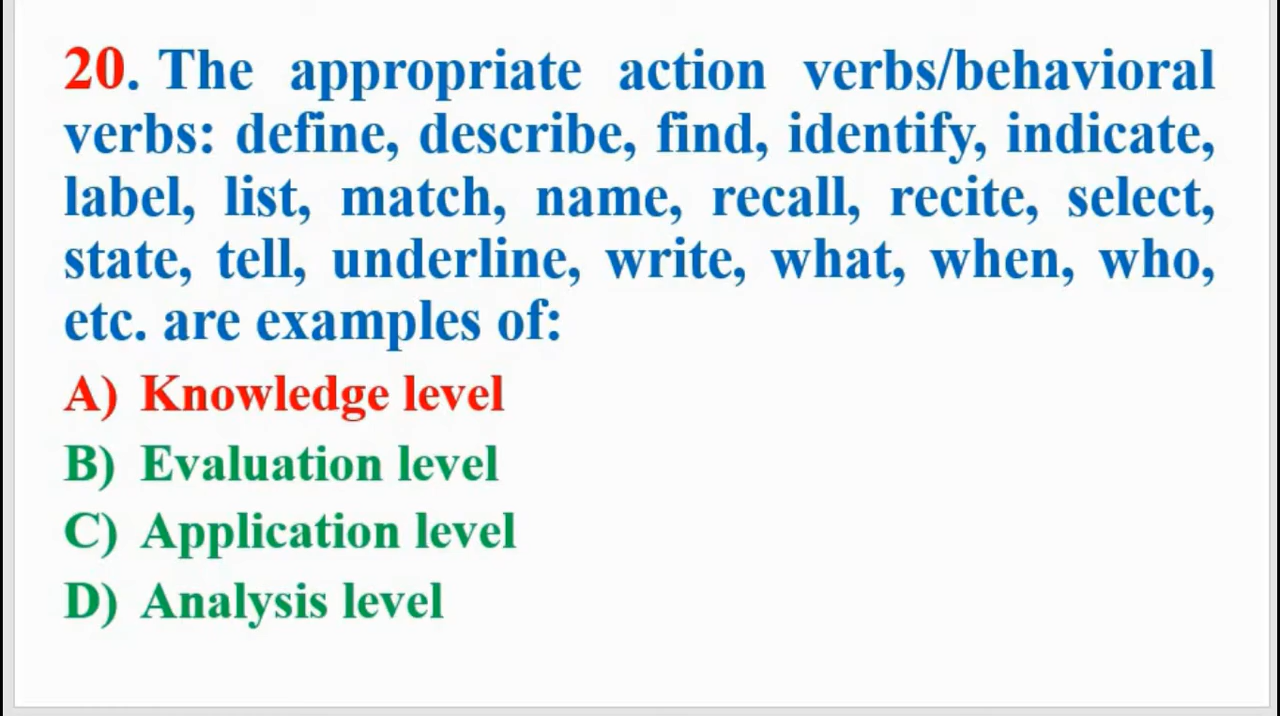 20. The appropriate action verbs/behavioral
verbs: define, describe, find, identify, indicate,
label, list, match, name, recall, recite, select,
state, tell, underline, write, what, when, who,
etc. are examples of:
A) Knowledge level
B) Evaluation level
C) Application level
D) Analysis level